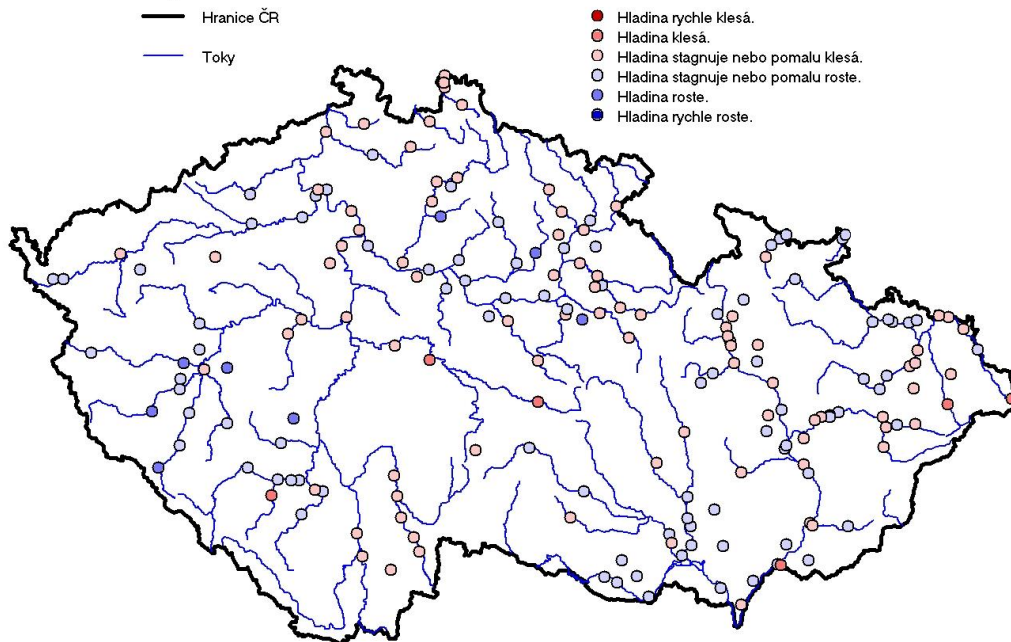 Hranice ČR
Toky
Hladina rychle klesá.
Hladina klesá.
Hladina stagnuje nebo pomalu klesá.
Hladina stagnuje nebo pomalu roste.
Hladina roste.
Hladina rychle roste.